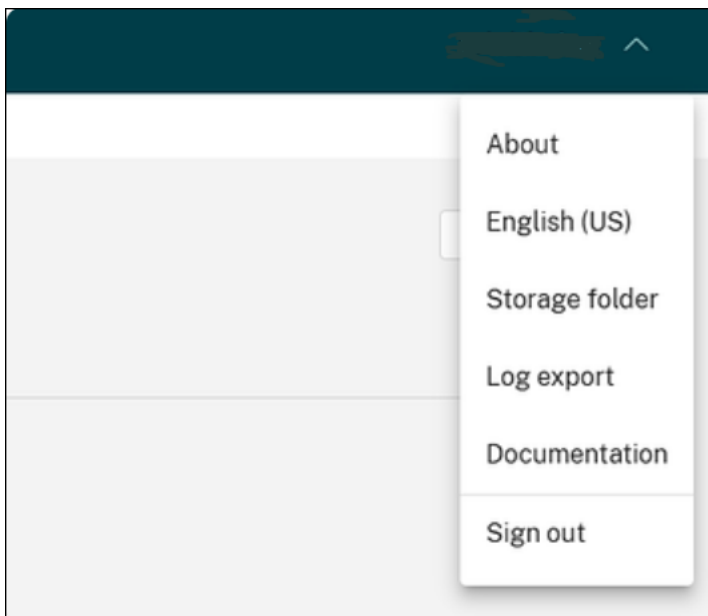 About
English (US)
Storage folder
Log export
Documentation
Sign out